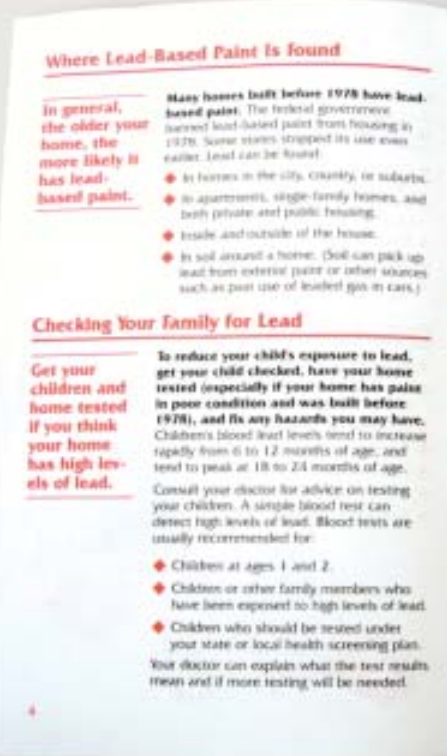 Where Lead-Based Paint Is Found
In general,
the older your
home, the
more likely it
has lead-
based paint.
Many homes built before 1978 have lead-
based paint. The federal government
banned lead-based paint from housing in
1978. Some states stopped its use even
earlier. Lead can be found:
◆ In homes in the city, country, or suburbs.
◆ In apartments, single-family homes, and
both private and public housing.
◆ Inside and outside of the house.
◆ In soil around a home. (Soil can pick up
lead from exterior paint or other sources
such as past use of leaded gas in cars.)
Checking Your Family for Lead
Get your
children and
home tested
if you think
your home
has high lev-
els of lead.
To reduce your child's exposure to lead,
get your child checked, have your home
tested (especially if your home has paint
in poor condition and was built before
1978), and fix any hazards you may have.
Children's blood lead levels tend to increase
rapidly from 6 to 12 months of age, and
tend to peak at 18 to 24 months of age.
Consult your doctor for advice on testing
your children. A simple blood test can
detect high levels of lead. Blood tests are
usually recommended for:
◆ Children at ages 1 and 2.
◆ Children or other family members who
have been exposed to high levels of lead.
◆ Children who should be tested under
your state or local health screening plan.
Your doctor can explain what the test results
mean and if more testing will be needed.
4